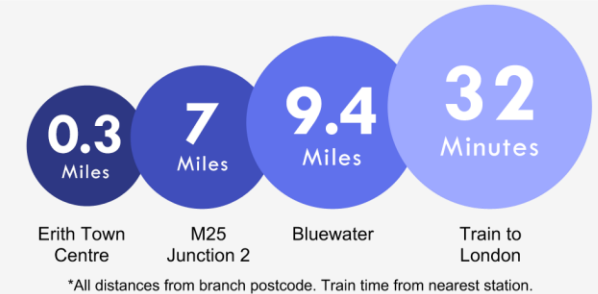 0.3
Miles
7
Miles
9.4
Miles
32
Minutes
Erith Town
Centre
M25
Junction 2
Bluewater
Train to
London
*All distances from branch postcode. Train time from nearest station.